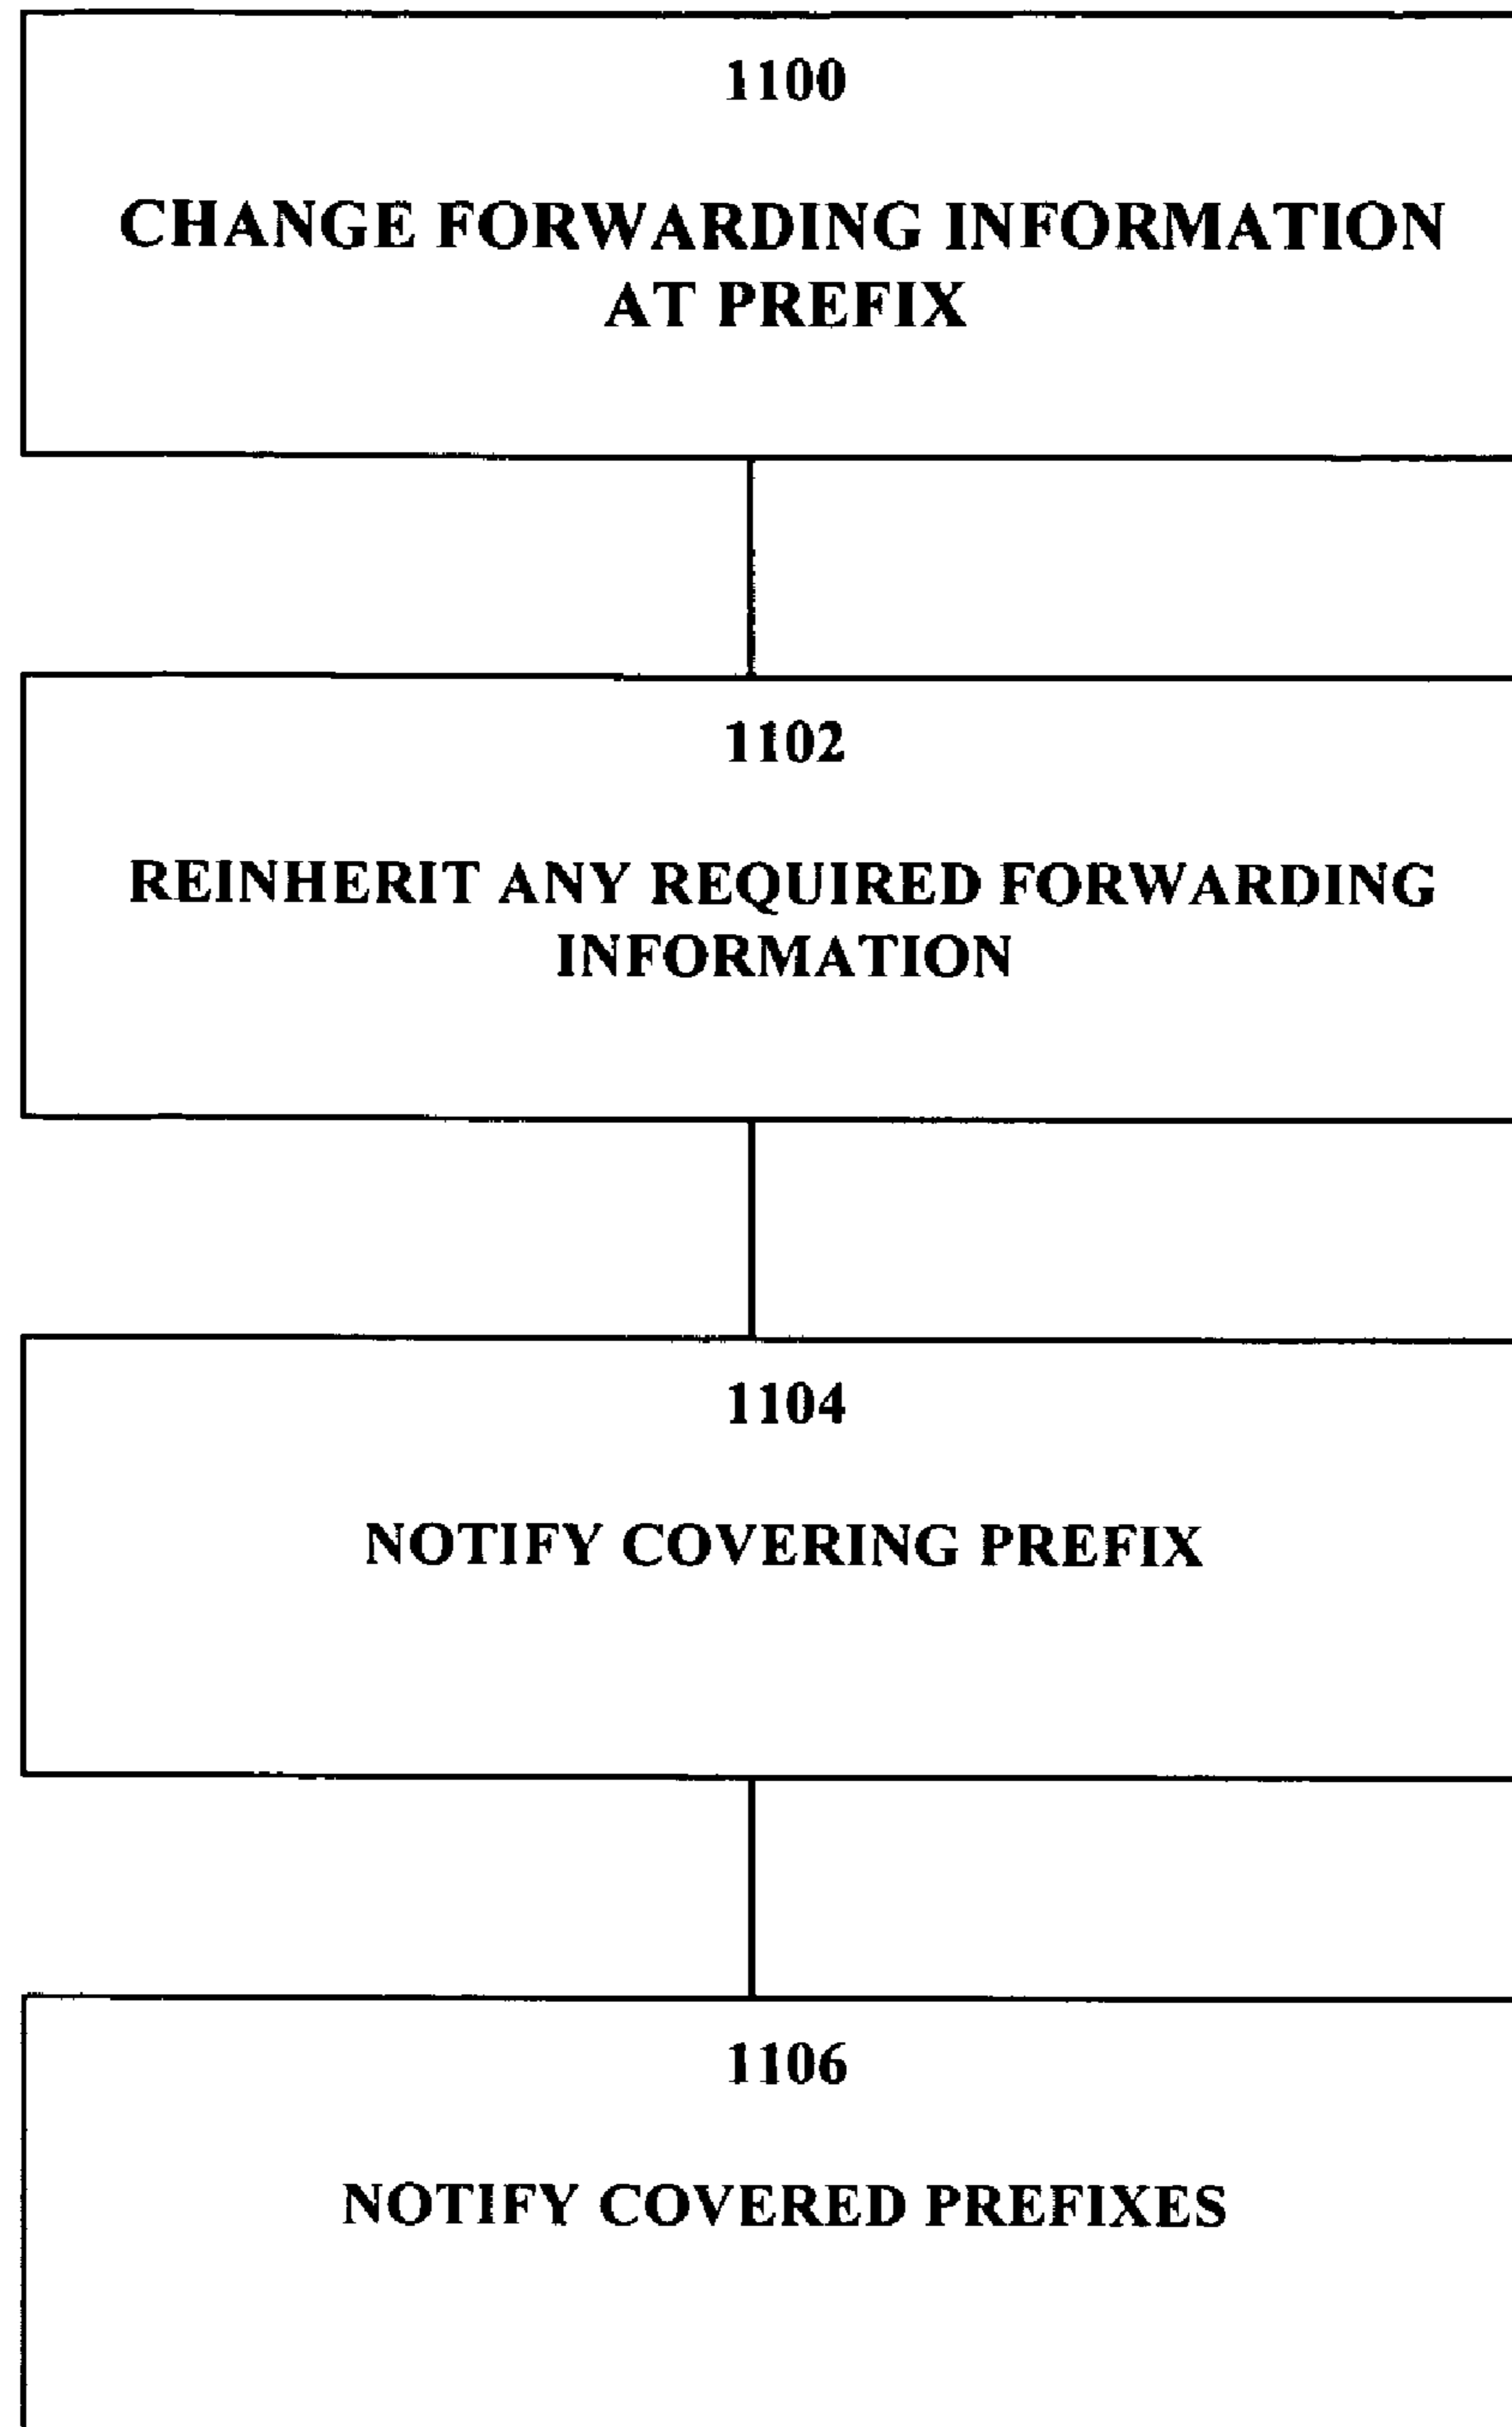 1100
CHANGE FORWARDING INFORMATION
AT PREFIX
1102
REINHERIT ANY REQUIRED FORWARDING
INFORMATION
1104
NOTIFY COVERING PREFIX
1106
NOTIFY COVERED PREFIXES